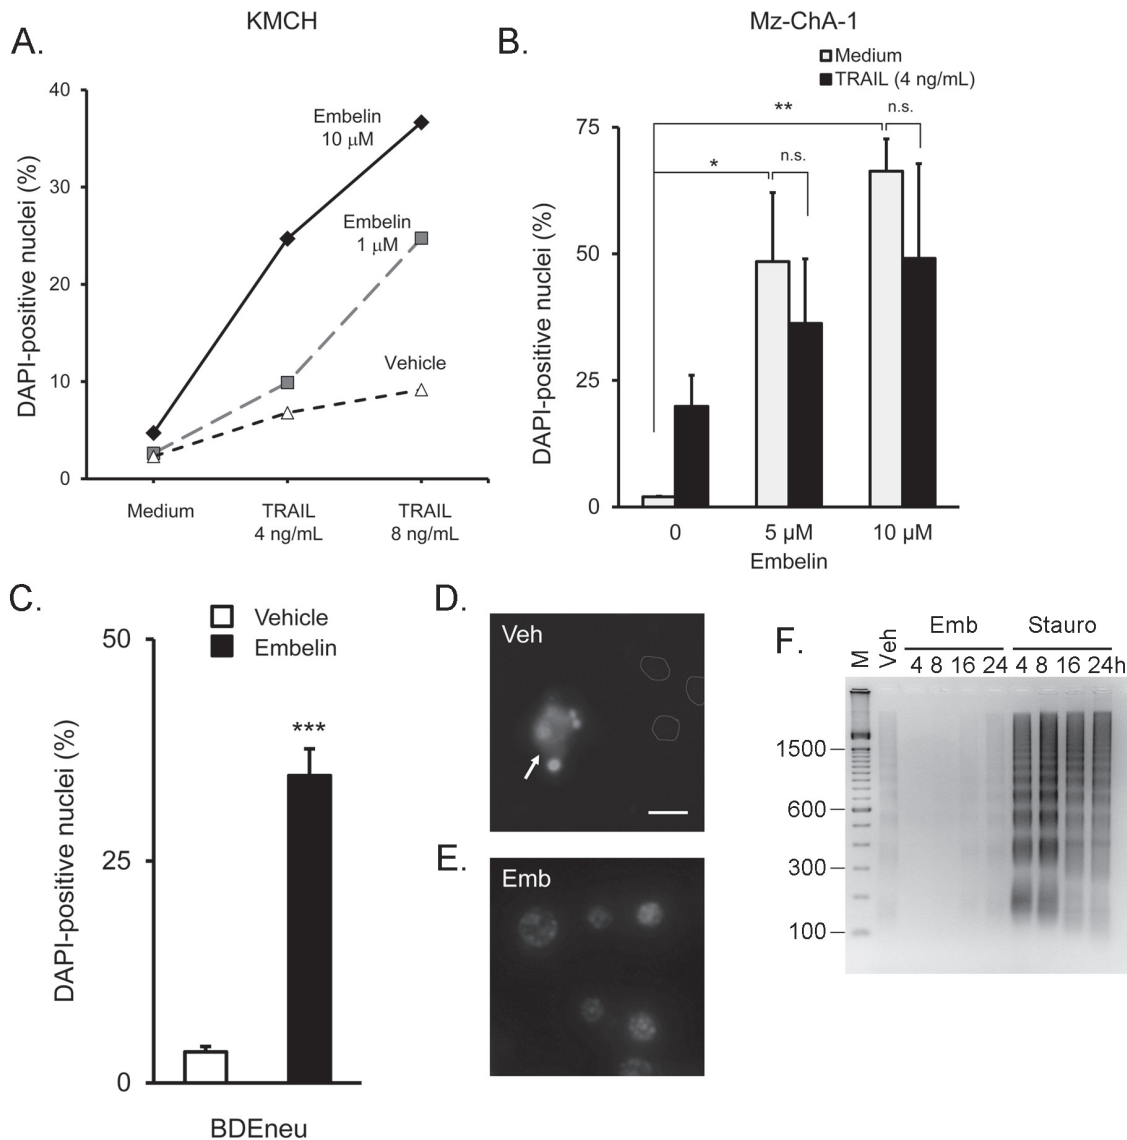 A.
KMCH
DAPI-positive nuclei (%)
40
30
20
10
0
Embelin
10 μM
Embelin
1 μM
Vehicle
Medium
TRAIL
4 ng/mL
TRAIL
8 ng/mL
B.
Mz-ChA-1
Medium
TRAIL (4 ng/mL)
DAPI-positive nuclei (%)
75
50
25
0
**
n.s.
*
n.s.
0
5 μM
10 μM
Embelin
C.
Vehicle
Embelin
DAPI-positive nuclei (%)
50
25
0
***
BDEneu
D.
Veh
E.
Emb
F.
M
Veh
Emb
Stauro
4 8 16 24
4 8 16 24h
1500
600
300
100